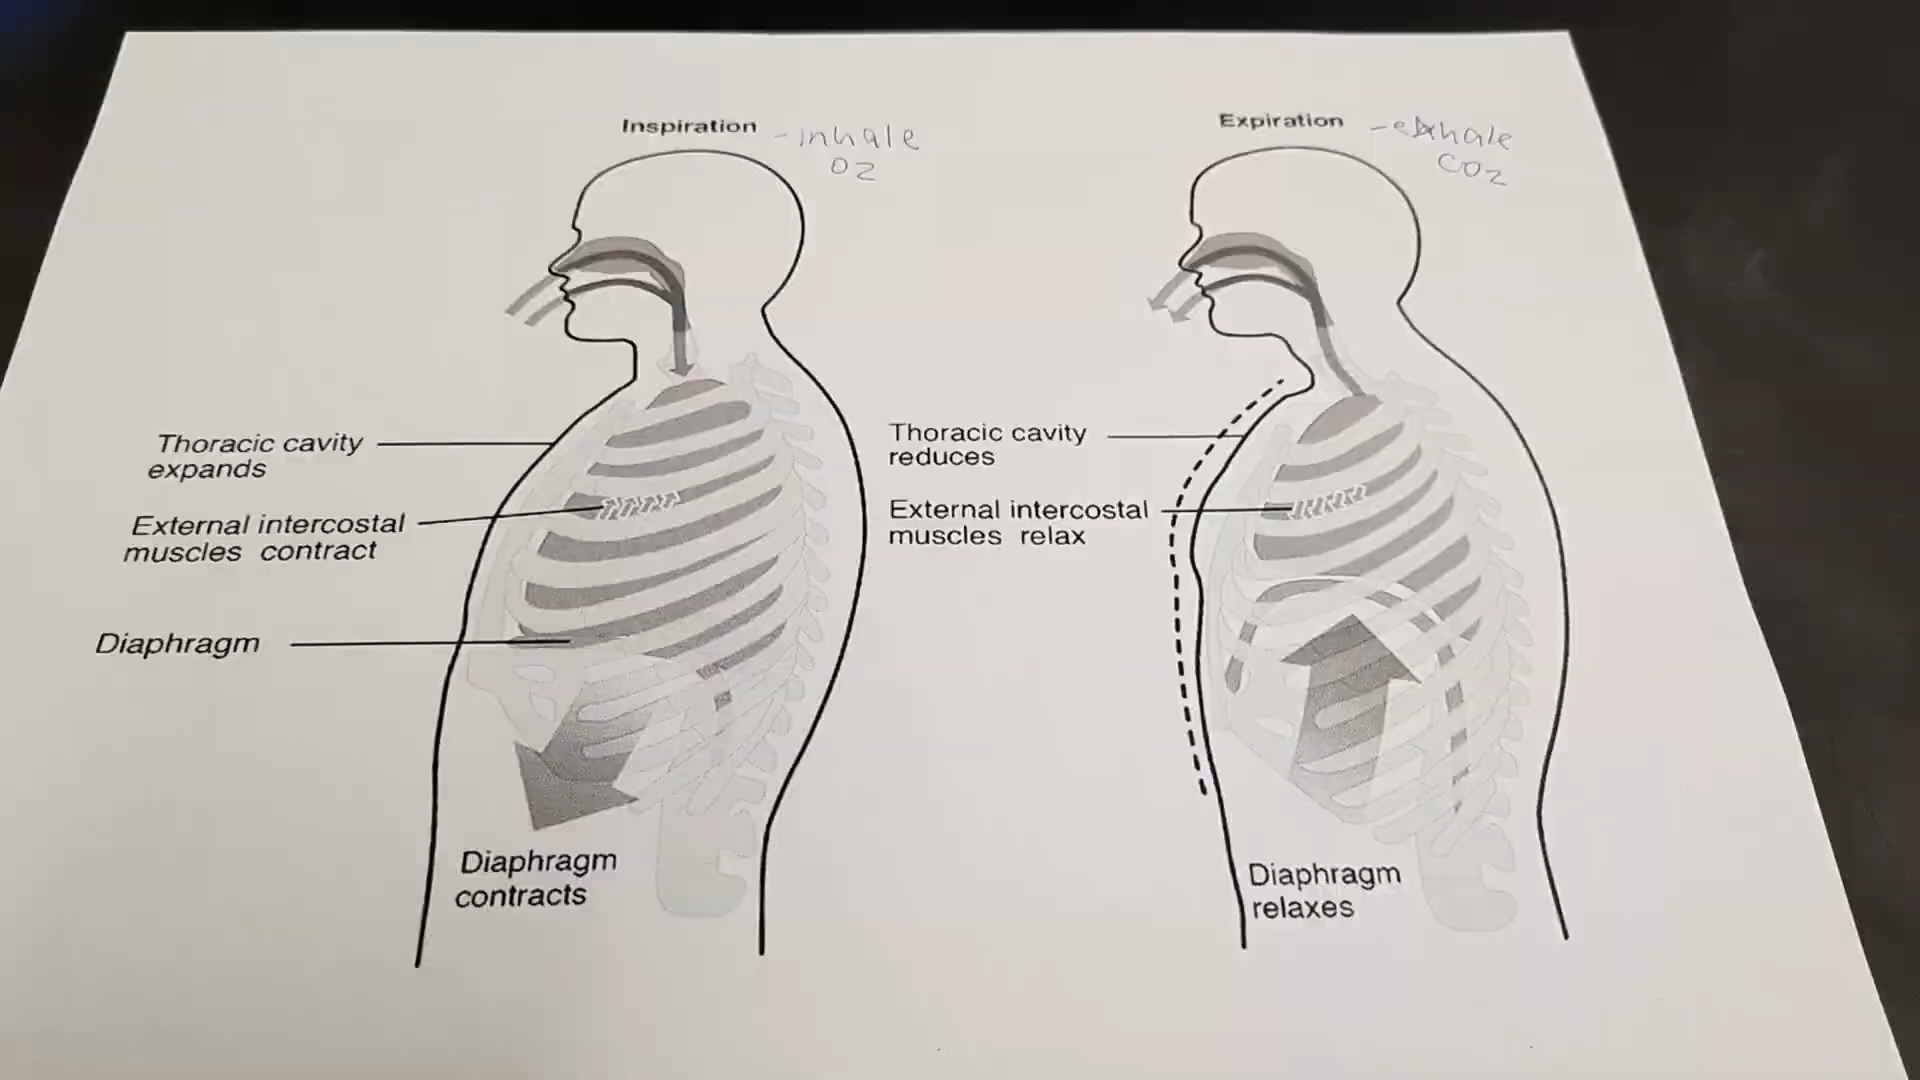 Inspiration -inhale
O2
Thoracic cavity
expands
External intercostal
muscles contract
Diaphragm
Diaphragm
contracts
Expiration -exhale
CO2
Thoracic cavity
reduces
External intercostal
muscles relax
Diaphragm
relaxes